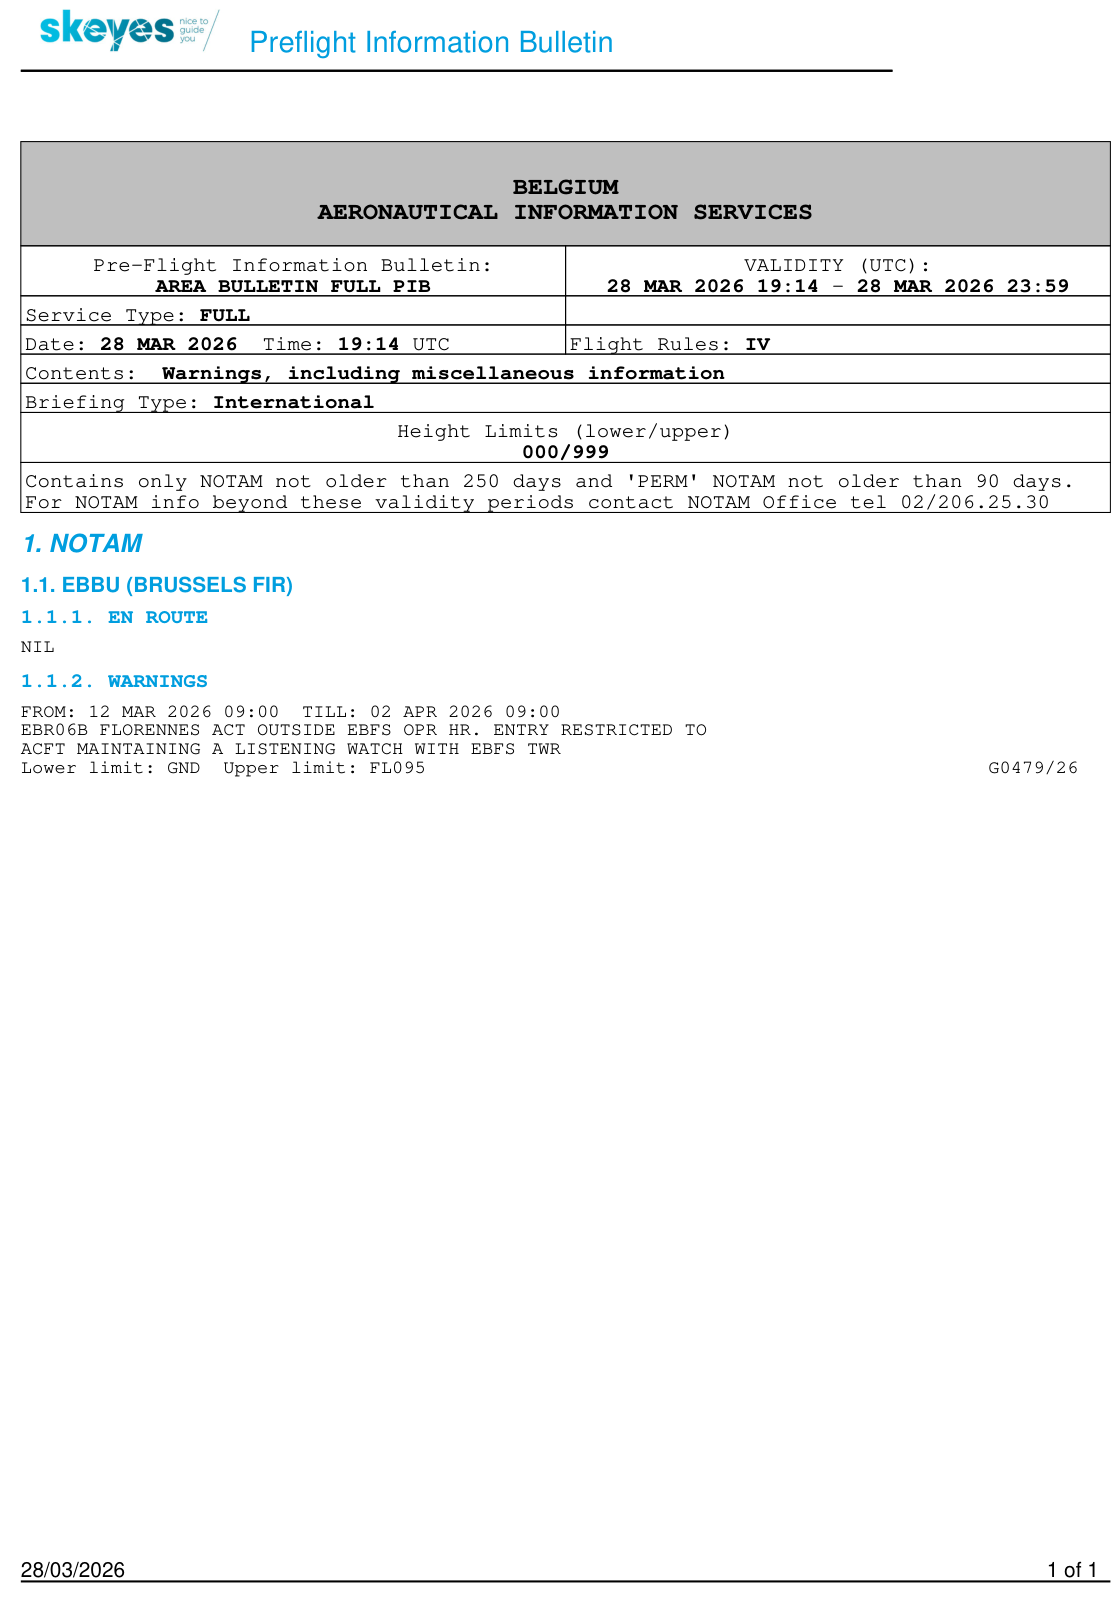 skeyes nice to guide you
Preflight Information Bulletin
BELGIUM
AERONAUTICAL INFORMATION SERVICES
Pre-Flight Information Bulletin:
AREA BULLETIN FULL PIB
VALIDITY (UTC):
28 MAR 2026 19:14 - 28 MAR 2026 23:59
Service Type: FULL
Date: 28 MAR 2026  Time: 19:14 UTC
Flight Rules: IV
Contents:  Warnings, including miscellaneous information
Briefing Type: International
Height Limits (lower/upper)
000/999
Contains only NOTAM not older than 250 days and 'PERM' NOTAM not older than 90 days.
For NOTAM info beyond these validity periods contact NOTAM Office tel 02/206.25.30
1. NOTAM
1.1. EBBU (BRUSSELS FIR)
1.1.1. EN ROUTE
NIL
1.1.2. WARNINGS
FROM: 12 MAR 2026 09:00  TILL: 02 APR 2026 09:00
EBR06B FLORENNES ACT OUTSIDE EBFS OPR HR. ENTRY RESTRICTED TO
ACFT MAINTAINING A LISTENING WATCH WITH EBFS TWR
Lower limit: GND  Upper limit: FL095 G0479/26
28/03/2026 1 of 1